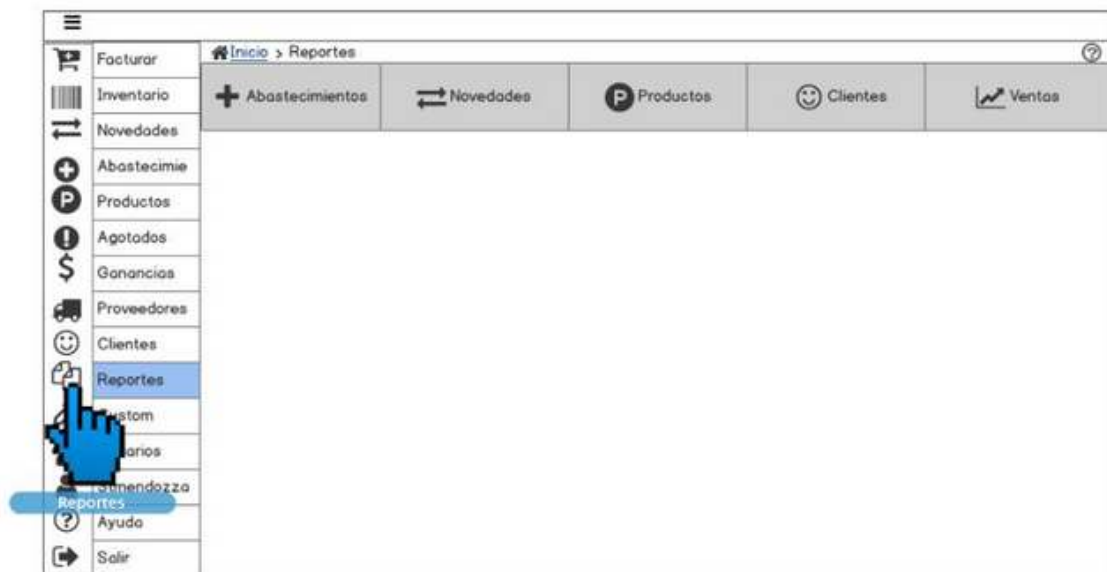 Inicio > Reportes
Abastecimientos
Novedades
Productos
Clientes
Ventas
Facturar
Inventario
Novedades
Abastecimie
Productos
Agotados
Ganancias
Proveedores
Clientes
Reportes
Reportes
Ayuda
Salir